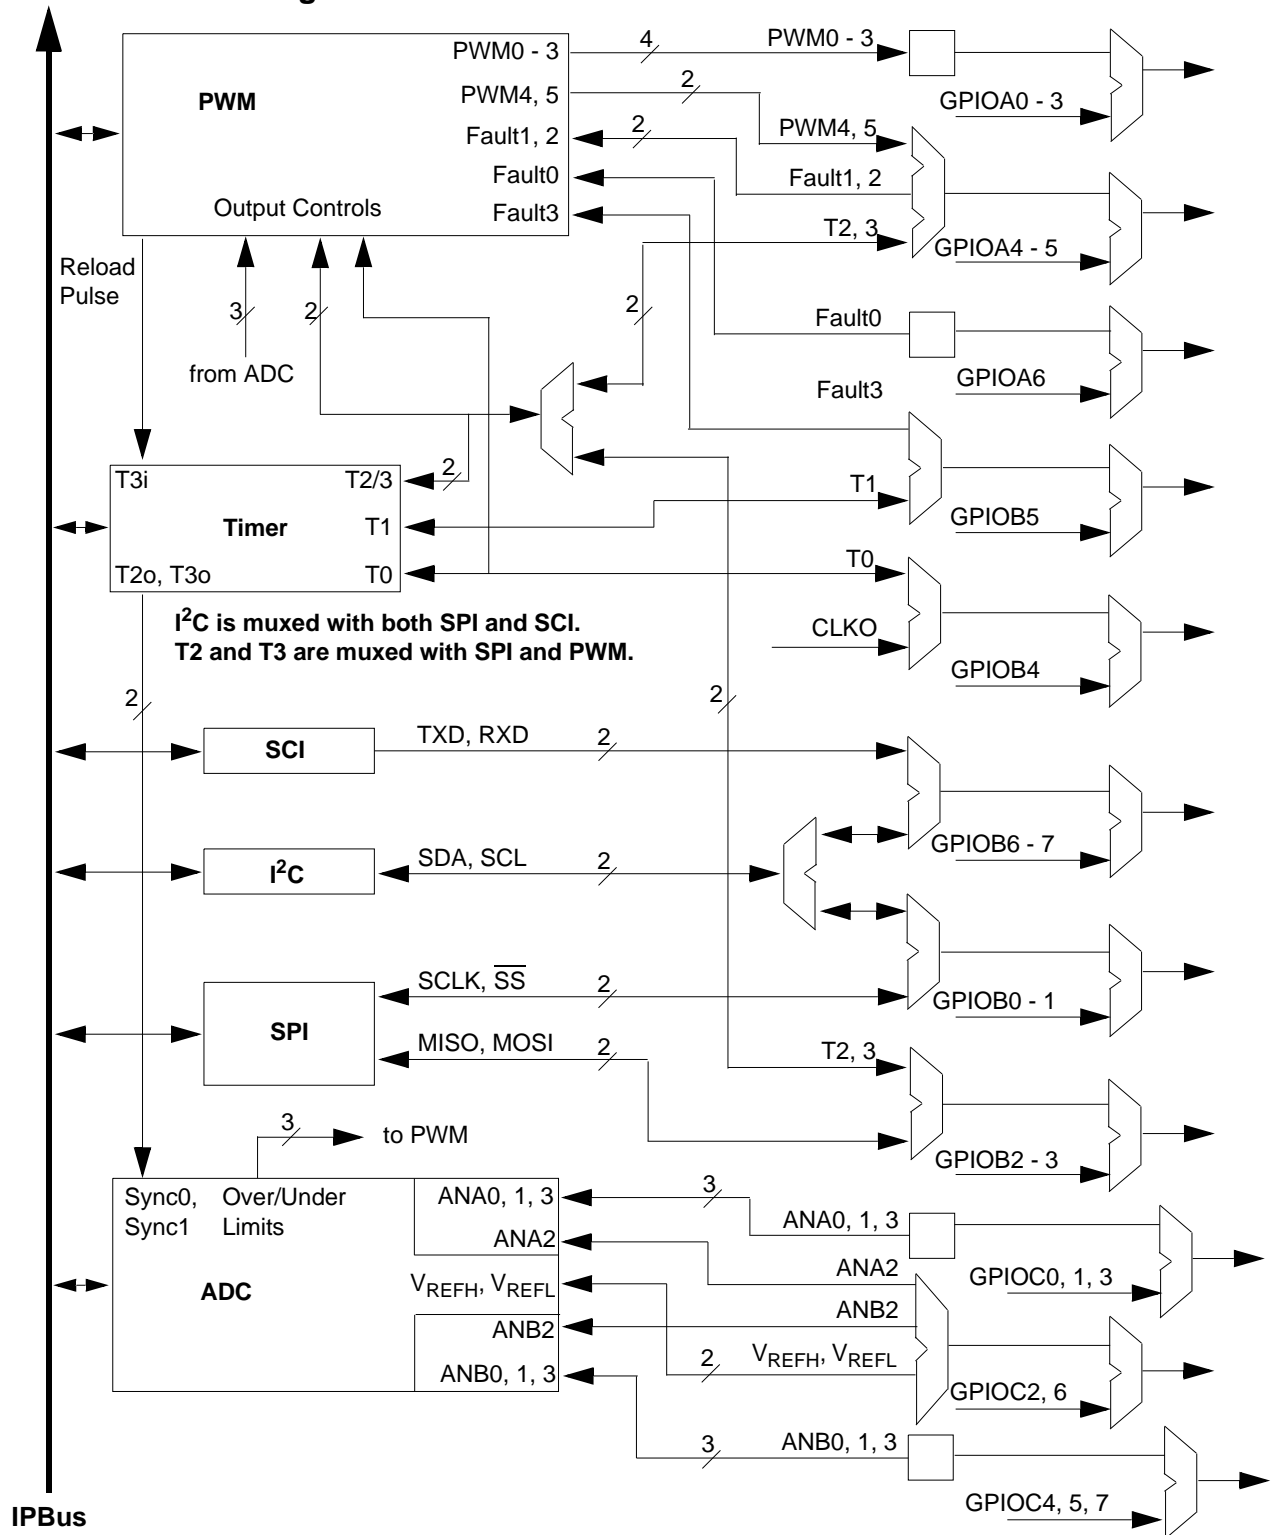 PWM
PWM0 - 3
4
PWM0 - 3
GPIOA0 - 3
PWM4, 5
2
PWM4, 5
Fault1, 2
2
Fault1, 2
Fault0
Fault3
Output Controls
T2, 3
GPIOA4 - 5
Reload
Pulse
3
2
2
from ADC
Fault0
GPIOA6
Fault3
T3i
T2/3
2
T1
GPIOB5
Timer
T1
T2o, T3o
T0
T0
I2C is muxed with both SPI and SCI.
T2 and T3 are muxed with SPI and PWM.
CLKO
GPIOB4
2
2
SCI
TXD, RXD
2
GPIOB6 - 7
I2C
SDA, SCL
2
SPI
SCLK, SS
2
GPIOB0 - 1
MISO, MOSI
2
T2, 3
GPIOB2 - 3
3
to PWM
Sync0,
Sync1
Over/Under
Limits
ANA0, 1, 3
3
ANA0, 1, 3
ANA2
ANA2
GPIOC0, 1, 3
ADC
VREFH, VREFL
ANB2
ANB2
2
VREFH, VREFL
GPIOC2, 6
ANB0, 1, 3
3
ANB0, 1, 3
GPIOC4, 5, 7
IPBus